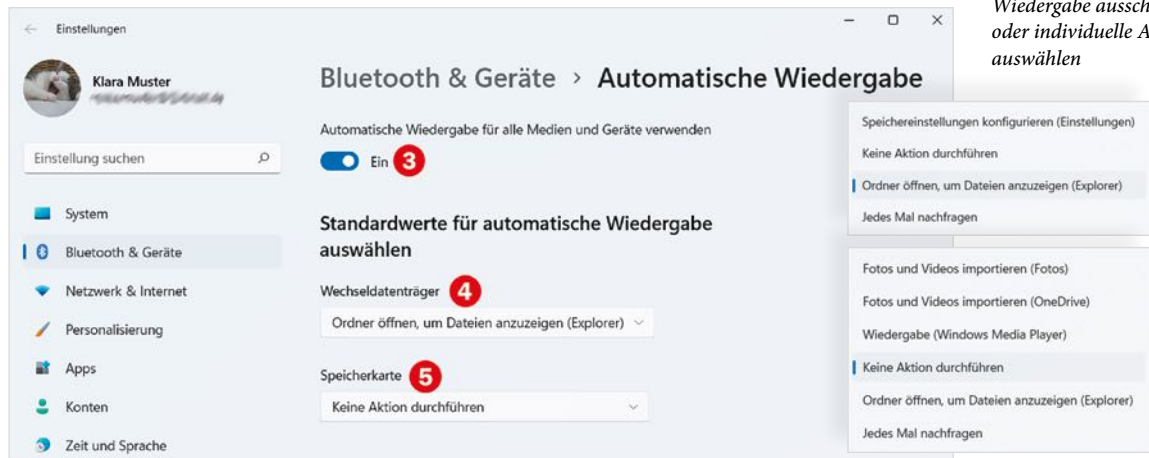 Wiedergabe
oder individuelle
auswählen
Einstellungen
Klara Muster
Einstellung suchen
System
Bluetooth & Geräte
Netzwerk & Internet
Personalisierung
Apps
Konten
Zeit und Sprache
Bluetooth & Geräte > Automatische Wiedergabe
Automatische Wiedergabe für alle Medien und Geräte verwenden
Ein 3
Standardwerte für automatische Wiedergabe
auswählen
Wechseldatenträger 4
Ordner öffnen, um Dateien anzuzeigen (Explorer)
Speicherkarte 5
Keine Aktion durchführen
Speichereinstellungen konfigurieren (Einstellungen)
Keine Aktion durchführen
Ordner öffnen, um Dateien anzuzeigen (Explorer)
Jedes Mal nachfragen
Fotos und Videos importieren (Fotos)
Fotos und Videos importieren (OneDrive)
Wiedergabe (Windows Media Player)
Keine Aktion durchführen
Ordner öffnen, um Dateien anzuzeigen (Explorer)
Jedes Mal nachfragen